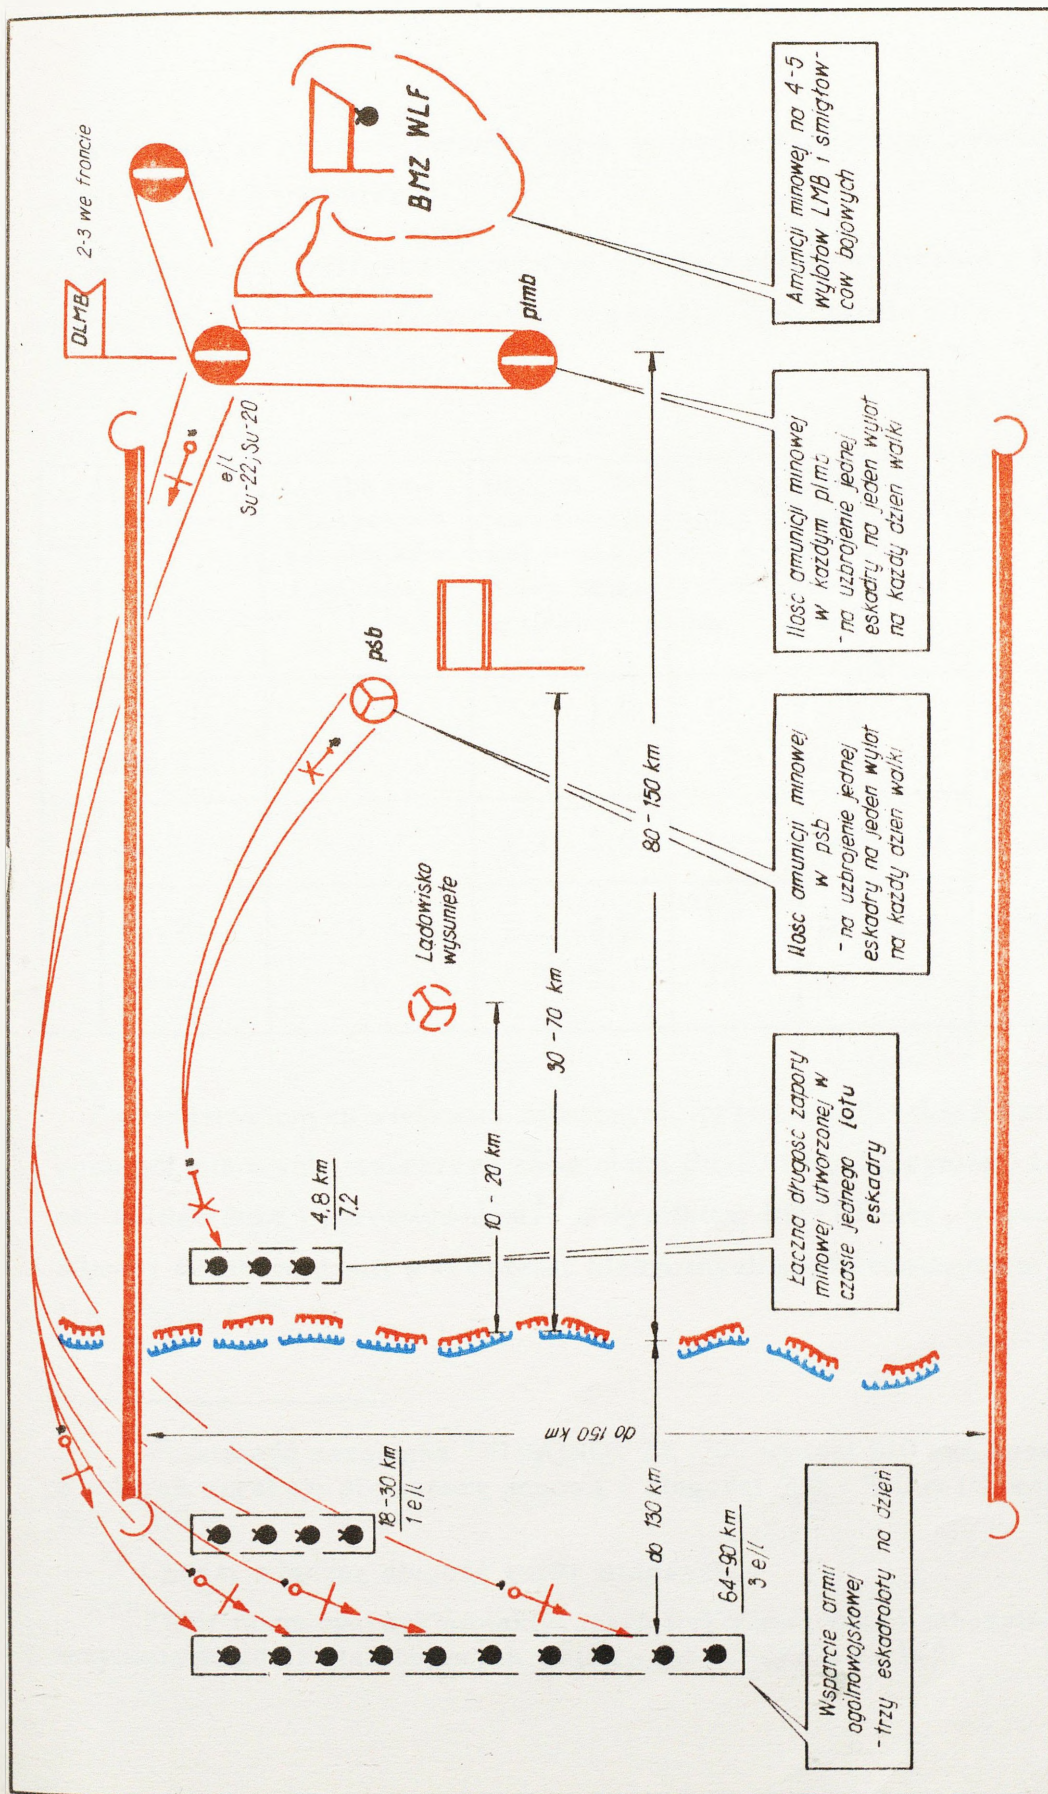 DLMB
2-3 we froncie
e/l
Su-22; Su-20
18-30 km
1 e/l
4,8 km
7,2
psb
Lądowisko
wysunięte
BMZ WLF
plmb
10 - 20 km
30 - 70 km
do 150 km
do 130 km
80 - 150 km
64-90 km
3 e/l
Wsparcie armii
ogólnowojskowej
- trzy eskadroloty na dzień
Łączna długość zapory
minowej utworzonej w
czasie jednego lotu
eskadry
Ilość amunicji minowej
w psb
- na uzbrojenie jednej
eskadry na jeden wylot
na każdy dzień walki
Ilość amunicji minowej
w każdym plmb
- na uzbrojenie jednej
eskadry na jeden wylot
na każdy dzień walki
Amunicji minowej na 4-5
wylotów LMB i śmigłow-
ców bojowych